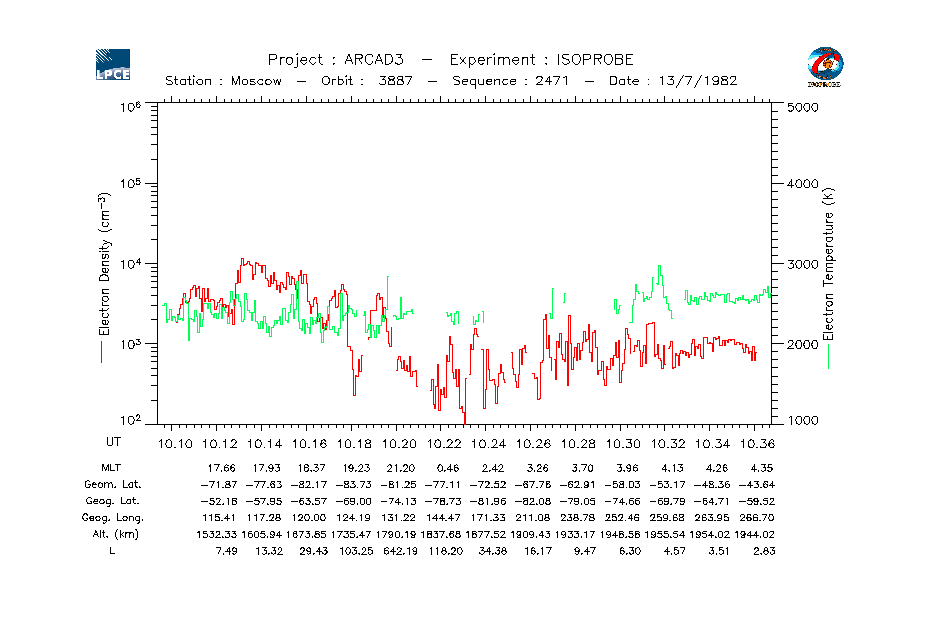 LPCE
Project : ARCAD3 – Experiment : ISOPROBE
Station : Moscow – Orbit : 3887 – Sequence : 2471 – Date : 13/7/1982
ISOPROBE
10^6 5000
10^5 4000
10^4 3000
10^3 2000
10^2 1000
Electron Density (cm^-3)
Electron Temperature (K)
UT 10.10 10.12 10.14 10.16 10.18 10.20 10.22 10.24 10.26 10.28 10.30 10.32 10.34 10.36
MLT 17.66 17.93 18.37 19.23 21.20 0.46 2.42 3.26 3.70 3.96 4.13 4.26 4.35
Geom. Lat. −71.87 −77.63 −82.17 −83.73 −81.25 −77.11 −72.52 −67.76 −62.91 −58.03 −53.17 −48.36 −43.64
Geog. Lat. −52.16 −57.95 −63.57 −69.00 −74.13 −78.73 −81.96 −82.08 −79.05 −74.66 −69.79 −64.71 −59.52
Geog. Long. 115.41 117.28 120.00 124.19 131.22 144.47 171.33 211.08 238.78 252.46 259.68 263.95 266.70
Alt. (km) 1532.33 1605.94 1673.85 1735.47 1790.19 1837.68 1877.52 1909.43 1933.17 1948.58 1955.54 1954.02 1944.02
L 7.49 13.32 29.43 103.25 642.19 118.20 34.38 16.17 9.47 6.30 4.57 3.51 2.83